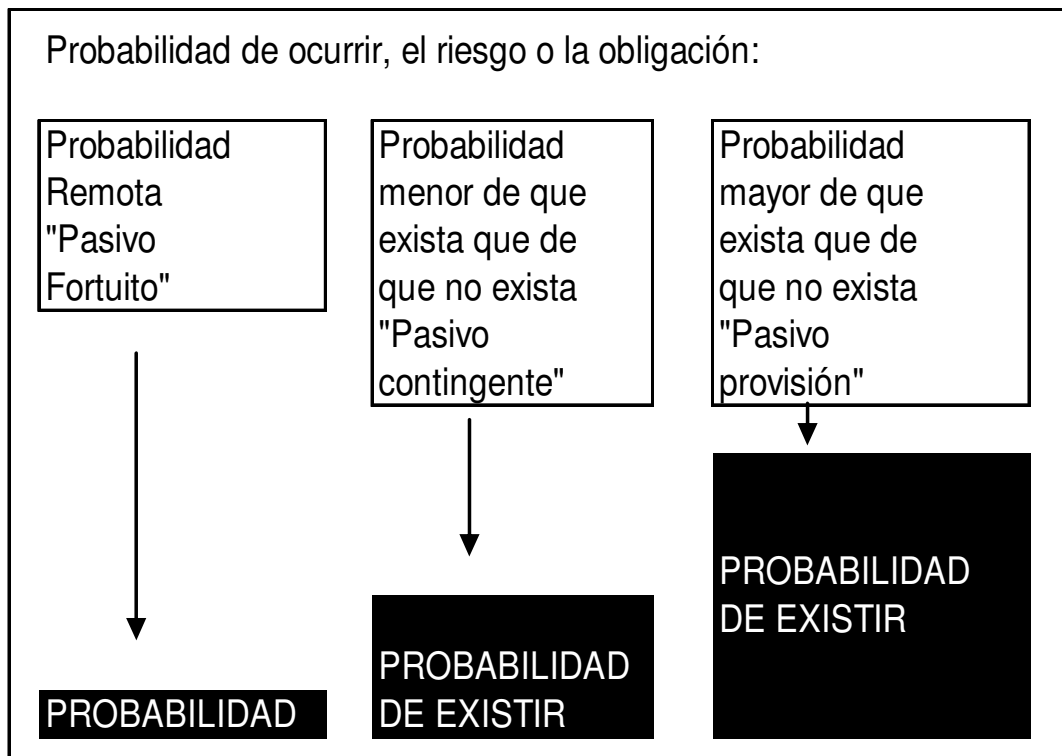 Probabilidad de ocurrir, el riesgo o la obligación:
Probabilidad
Remota
"Pasivo
Fortuito"
Probabilidad
menor de que
exista que de
que no exista
"Pasivo
contingente"
Probabilidad
mayor de que
exista que de
que no exista
"Pasivo
provisión"
PROBABILIDAD
PROBABILIDAD
DE EXISTIR
PROBABILIDAD
DE EXISTIR